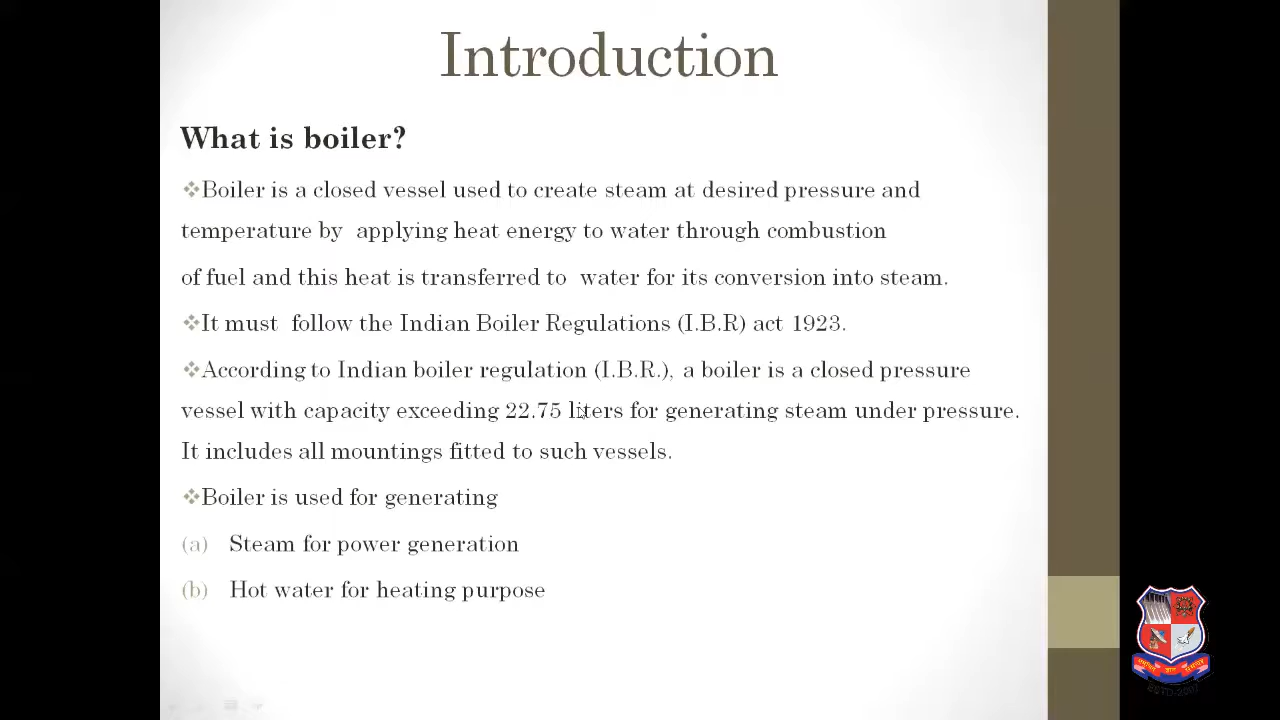 Introduction
What is boiler?
❖Boiler is a closed vessel used to create steam at desired pressure and
temperature by applying heat energy to water through combustion
of fuel and this heat is transferred to water for its conversion into steam.
❖It must follow the Indian Boiler Regulations (I.B.R) act 1923.
❖According to Indian boiler regulation (I.B.R.), a boiler is a closed pressure
vessel with capacity exceeding 22.75 liters for generating steam under pressure.
It includes all mountings fitted to such vessels.
❖Boiler is used for generating
(a) Steam for power generation
(b) Hot water for heating purpose